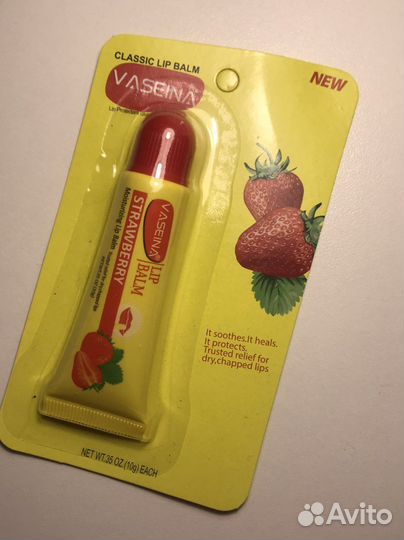 CLASSIC LIP BALM
NEW
VASEINA
VASEINA
LIP
BALM
STRAWBERRY
Moisturizing Lip Balm
It soothes.It heals.
It protects.
Trusted relief for
dry,chapped lips
NET WT.35 OZ.(10g) EACH
Avito